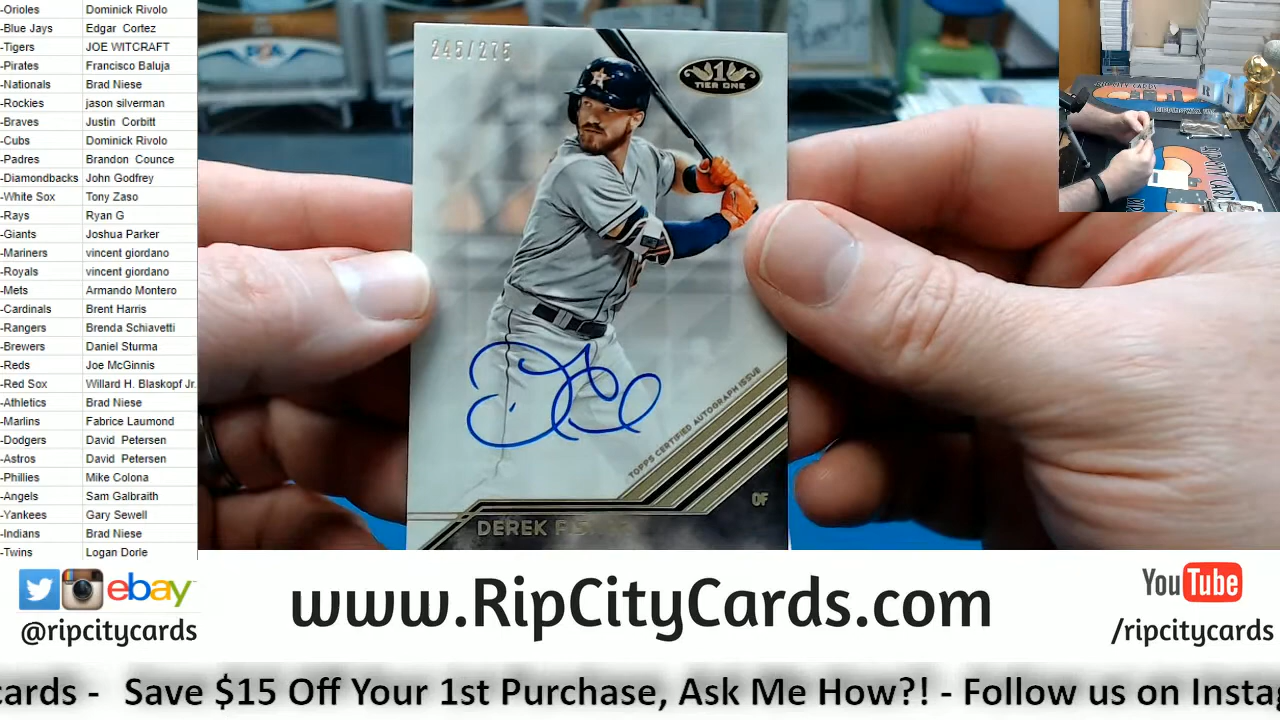 -Orioles Dominick Rivolo
-Blue Jays Edgar Cortez
-Tigers JOE WITCRAFT
-Pirates Francisco Baluja
-Nationals Brad Niese
-Rockies jason silverman
-Braves Justin Corbitt
-Cubs Dominick Rivolo
-Padres Brandon Counce
-Diamondbacks John Godfrey
-White Sox Tony Zaso
-Rays Ryan G
-Giants Joshua Parker
-Mariners vincent giordano
-Royals vincent giordano
-Mets Armando Montero
-Cardinals Brent Harris
-Rangers Brenda Schiavetti
-Brewers Daniel Sturma
-Reds Joe McGinnis
-Red Sox Willard H. Blaskopf Jr.
-Athletics Brad Niese
-Marlins Fabrice Laumond
-Dodgers David Petersen
-Astros David Petersen
-Phillies Mike Colona
-Angels Sam Galbraith
-Yankees Gary Sewell
-Indians Brad Niese
-Twins Logan Dorle
245/275
1
TIER ONE
TOPPS CERTIFIED AUTOGRAPH ISSUE
OF
DEREK
ebay
@ripcitycards
www.RipCityCards.com
YouTube
/ripcitycards
cards - Save $15 Off Your 1st Purchase, Ask Me How?! - Follow us on Insta